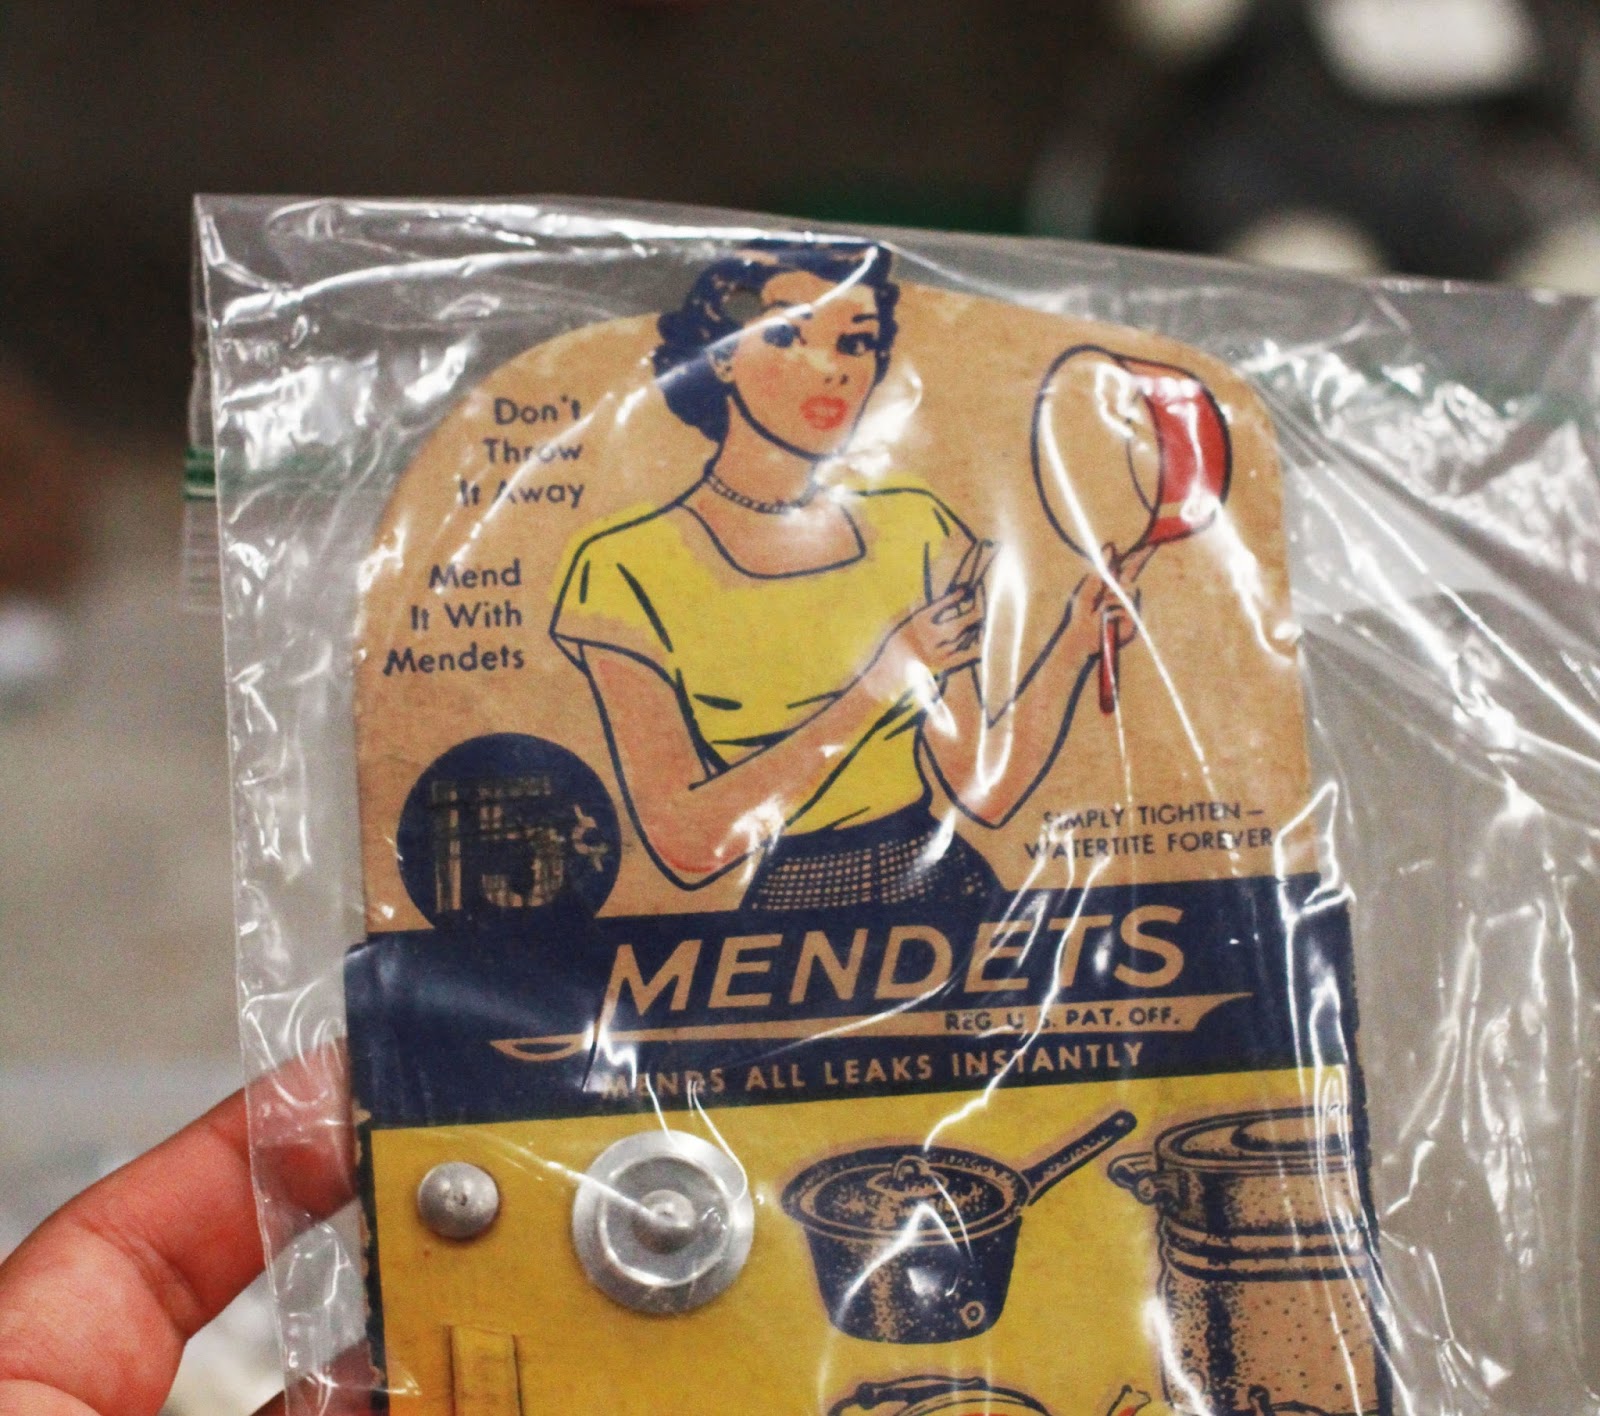 Don't
Throw
It Away
Mend
It With
Mendets
15¢
SIMPLY TIGHTEN—
WATERTITE FOREVER
MENDETS
REG. U.S. PAT. OFF.
MENDS ALL LEAKS INSTANTLY